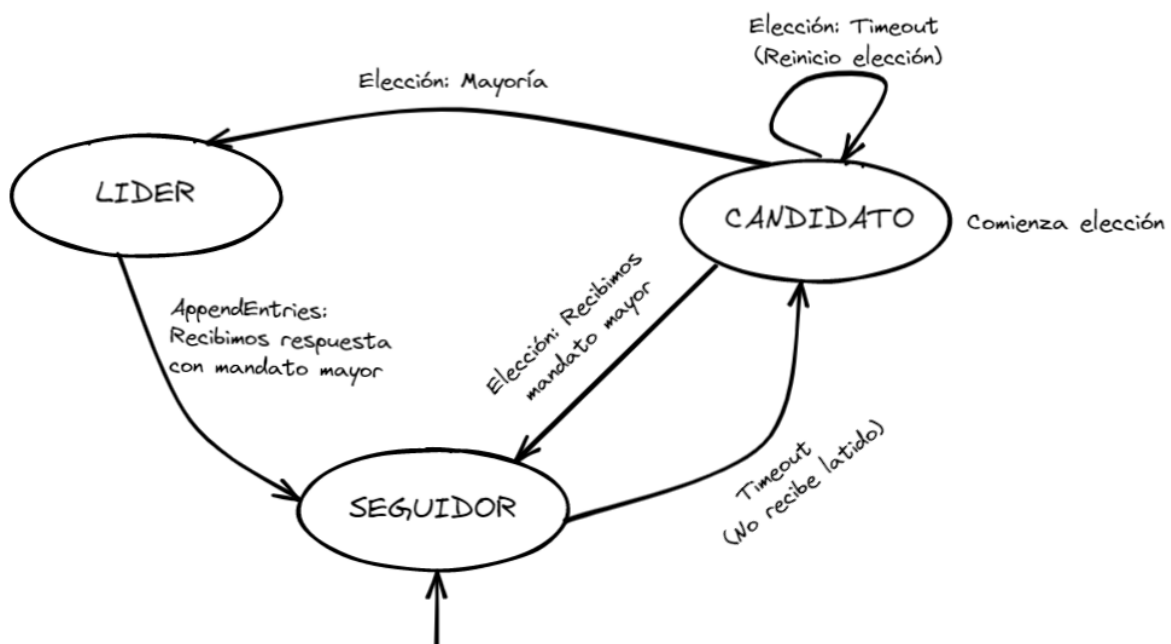 Elección: Timeout
(Reinicio elección)
Elección: Mayoría
LIDER
CANDIDATO
Comienza elección
AppendEntries:
Recibimos respuesta
con mandato mayor
Elección: Recibimos
mandato mayor
SEGUIDOR
Timeout
(No recibe latido)